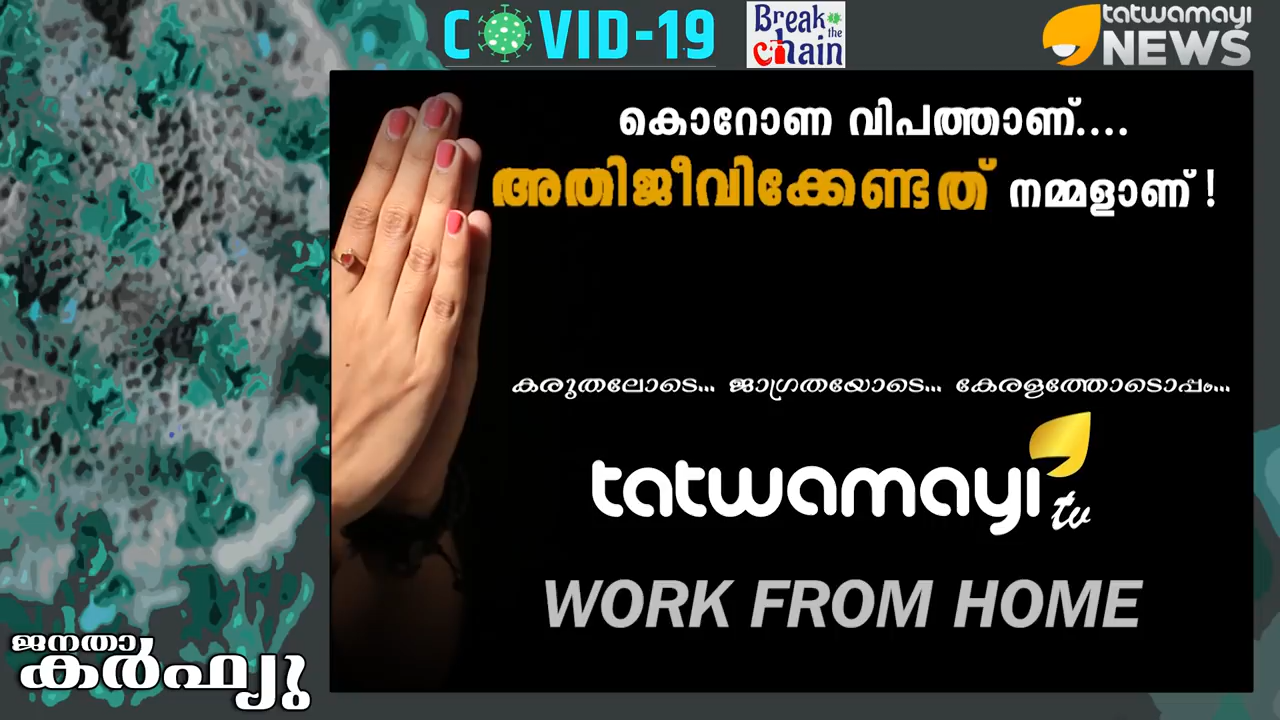 COVID-19
Break the chain
tatwamayi
NEWS
കൊറോണ വിപത്താണ്....
അതിജീവിക്കേണ്ടത് നമ്മളാണ് !
കരുതലോടെ... ജാഗ്രതയോടെ... കേരളത്തോടൊപ്പം...
tatwamayi tv
WORK FROM HOME
ജനതാ
കർഫ്യു